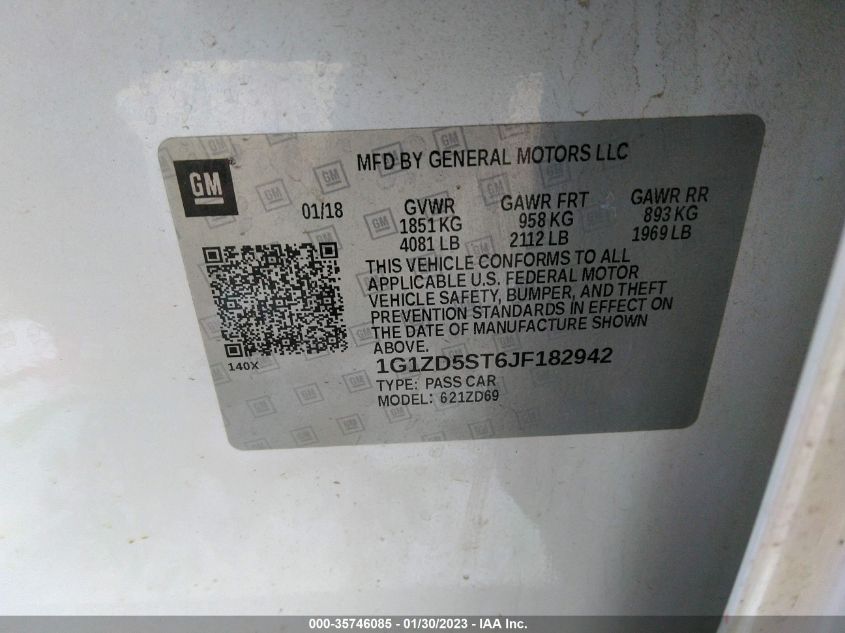 GM
MFD BY GENERAL MOTORS LLC
01/18 GVWR GAWR FRT GAWR RR
1851 KG 958 KG 893 KG
4081 LB 2112 LB 1969 LB
THIS VEHICLE CONFORMS TO ALL
APPLICABLE U.S. FEDERAL MOTOR
VEHICLE SAFETY, BUMPER, AND THEFT
PREVENTION STANDARDS IN EFFECT ON
THE DATE OF MANUFACTURE SHOWN
ABOVE.
140X
1G1ZD5ST6JF182942
TYPE: PASS CAR
MODEL: 621ZD69
000-35746085 - 01/30/2023 - IAA Inc.